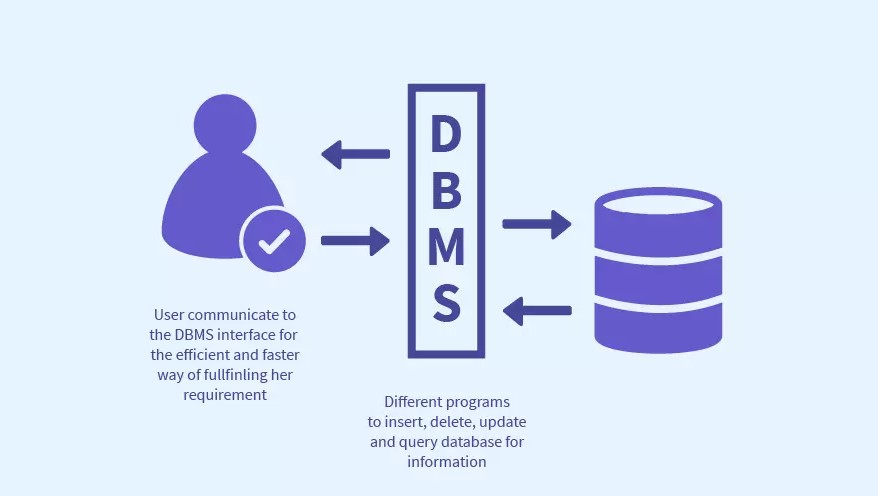 D
B
M
S
User communicate to
the DBMS interface for
the efficient and faster
way of fullfinling her
requirement
Different programs
to insert, delete, update
and query database for
information